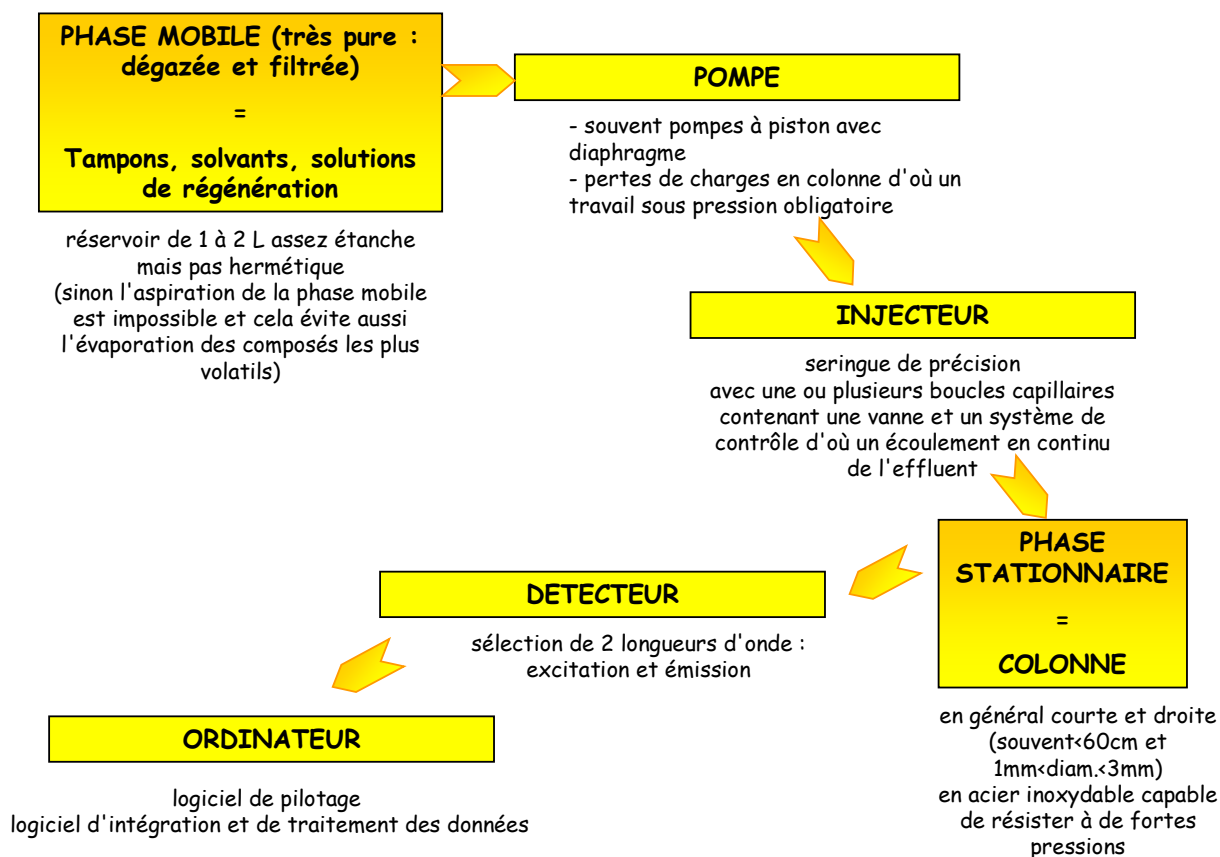 PHASE MOBILE (très pure :
dégazée et filtrée)
=
Tampons, solvants, solutions
de régénération
réservoir de 1 à 2 L assez étanche
mais pas hermétique
(sinon l'aspiration de la phase mobile
est impossible et cela évite aussi
l'évaporation des composés les plus
volatils)
POMPE
- souvent pompes à piston avec
diaphragme
- pertes de charges en colonne d'où un
travail sous pression obligatoire
INJECTEUR
seringue de précision
avec une ou plusieurs boucles capillaires
contenant une vanne et un système de
contrôle d'où un écoulement en continu
de l'effluent
PHASE
STATIONNAIRE
=
COLONNE
en général courte et droite
(souvent<60cm et
1mm<diam.<3mm)
en acier inoxydable capable
de résister à de fortes
pressions
DETECTEUR
sélection de 2 longueurs d'onde :
excitation et émission
ORDINATEUR
logiciel de pilotage
logiciel d'intégration et de traitement des données